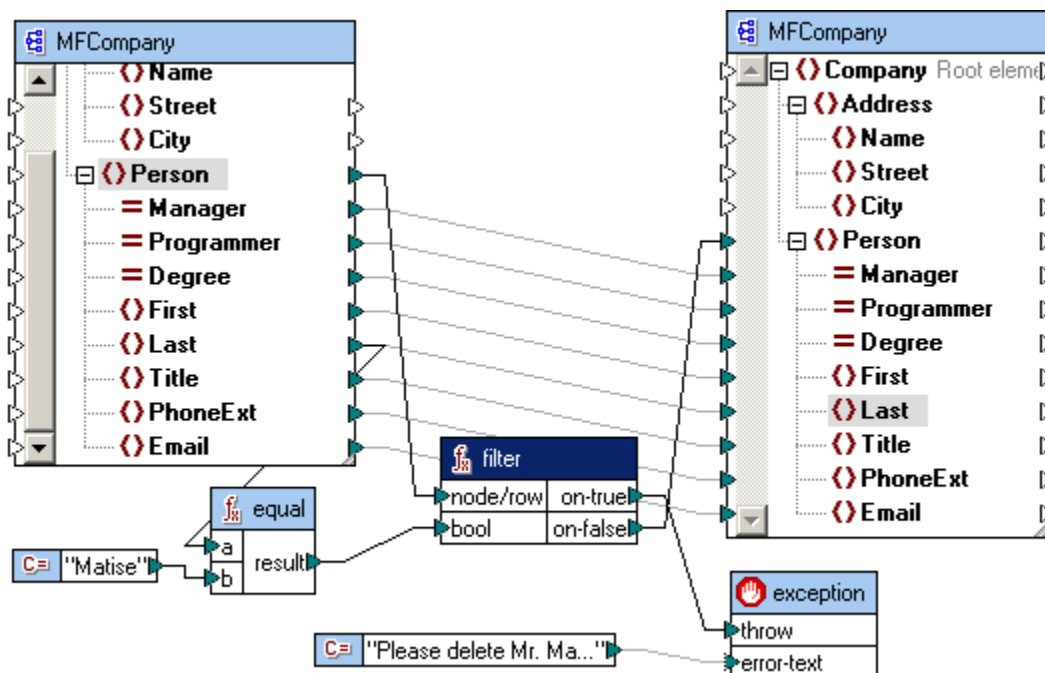 MFCompany
Name
Street
City
Person
Manager
Programmer
Degree
First
Last
Title
PhoneExt
Email
MFCompany
Company Root eleme
Address
Name
Street
City
Person
Manager
Programmer
Degree
First
Last
Title
PhoneExt
Email
filter
node/row on-true
bool on-false
equal
a
b
result
C= "Matise"
exception
throw
error-text
C= "Please delete Mr. Ma..."